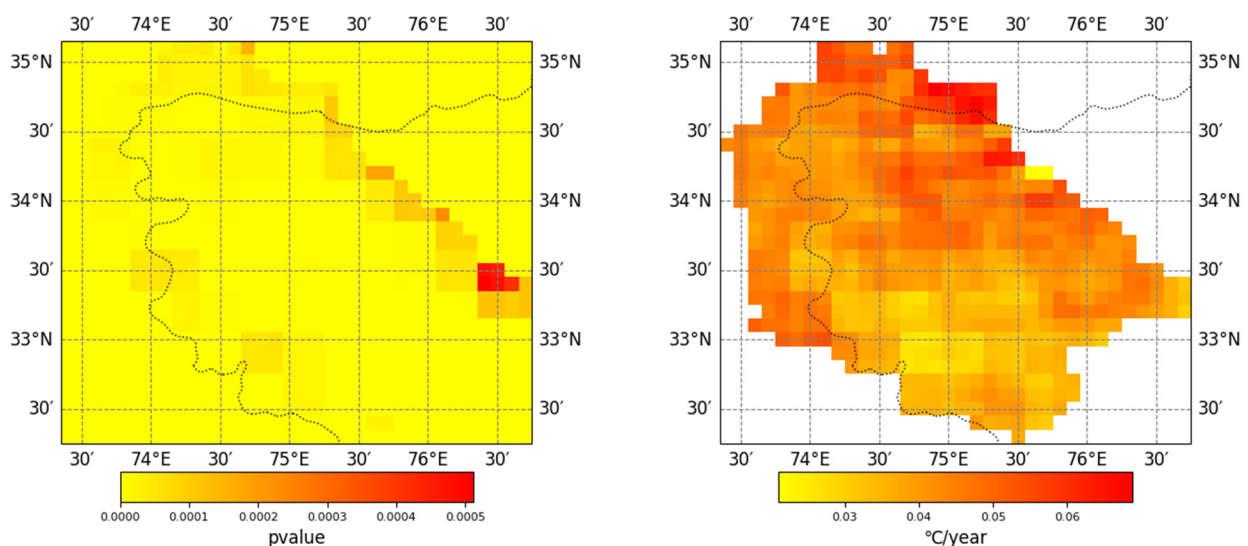 30′ 74°E 30′ 75°E 30′ 76°E 30′
35°N 35°N
30′ 30′
34°N 34°N
30′ 30′
33°N 33°N
30′ 30′
30′ 74°E 30′ 75°E 30′ 76°E 30′
0.0000 0.0001 0.0002 0.0003 0.0004 0.0005
pvalue
30′ 74°E 30′ 75°E 30′ 76°E 30′
35°N 35°N
30′ 30′
34°N 34°N
30′ 30′
33°N 33°N
30′ 30′
30′ 74°E 30′ 75°E 30′ 76°E 30′
0.03 0.04 0.05 0.06
°C/year